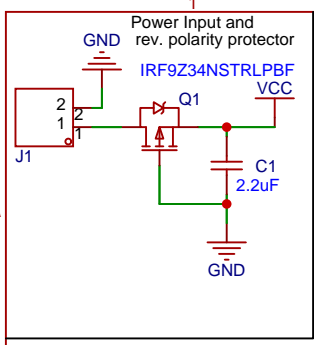 Power Input and
rev. polarity protector
GND
IRF9Z34NSTRLPBF
VCC
Q1
2
2
1
1
J1
C1
2.2uF
GND